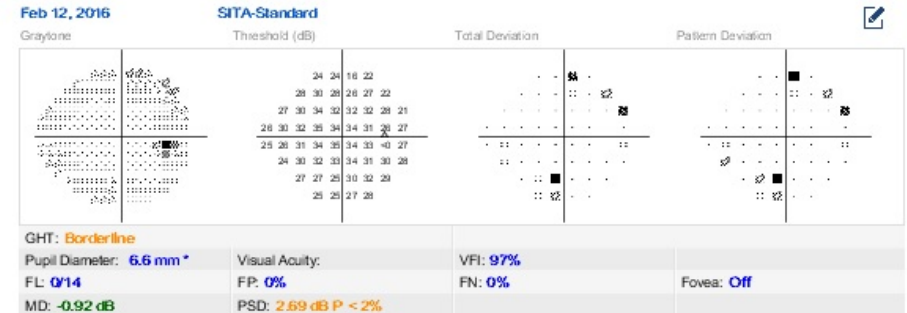 Feb 12, 2016 SITA-Standard
Graytone Threshold (dB) Total Deviation Pattern Deviation
24 24 16 22
28 30 28 26 27 22
27 30 34 32 32 32 28 21
26 30 32 35 34 34 31 26 27
25 26 31 34 35 34 33 <0 27
24 30 32 33 34 31 30 28
27 27 25 30 32 29
25 25 27 28
GHT: Borderline
Pupil Diameter: 6.6 mm * Visual Acuity: VFI: 97%
FL: 0/14 FP: 0% FN: 0% Fovea: Off
MD: -0.92 dB PSD: 2.69 dB P < 2%